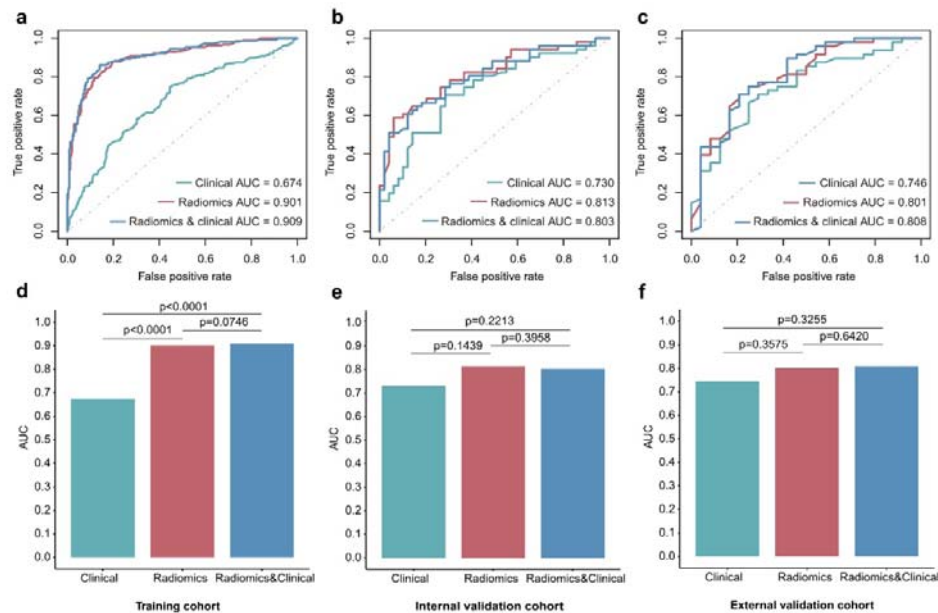 a
b
c
1.0
0.8
0.6
0.4
0.2
0.0
True positive rate
Clinical AUC = 0.674
Radiomics AUC = 0.901
Radiomics & clinical AUC = 0.909
0.0 0.2 0.4 0.6 0.8 1.0
False positive rate
1.0
0.8
0.6
0.4
0.2
0.0
True positive rate
Clinical AUC = 0.730
Radiomics AUC = 0.813
Radiomics & clinical AUC = 0.803
0.0 0.2 0.4 0.6 0.8 1.0
False positive rate
1.0
0.8
0.6
0.4
0.2
0.0
True positive rate
Clinical AUC = 0.746
Radiomics AUC = 0.801
Radiomics & clinical AUC = 0.808
0.0 0.2 0.4 0.6 0.8 1.0
False positive rate
d
p<0.0001
p<0.0001 p=0.0746
1.0
0.9
0.8
0.7
0.6
0.5
0.4
0.3
0.2
0.1
0.0
AUC
Clinical Radiomics Radiomics&Clinical
Training cohort
e
p=0.2213
p=0.1439 p=0.3958
1.0
0.9
0.8
0.7
0.6
0.5
0.4
0.3
0.2
0.1
0.0
AUC
Clinical Radiomics Radiomics&Clinical
Internal validation cohort
f
p=0.3255
p=0.3575 p=0.6420
1.0
0.9
0.8
0.7
0.6
0.5
0.4
0.3
0.2
0.1
0.0
AUC
Clinical Radiomics Radiomics&Clinical
External validation cohort